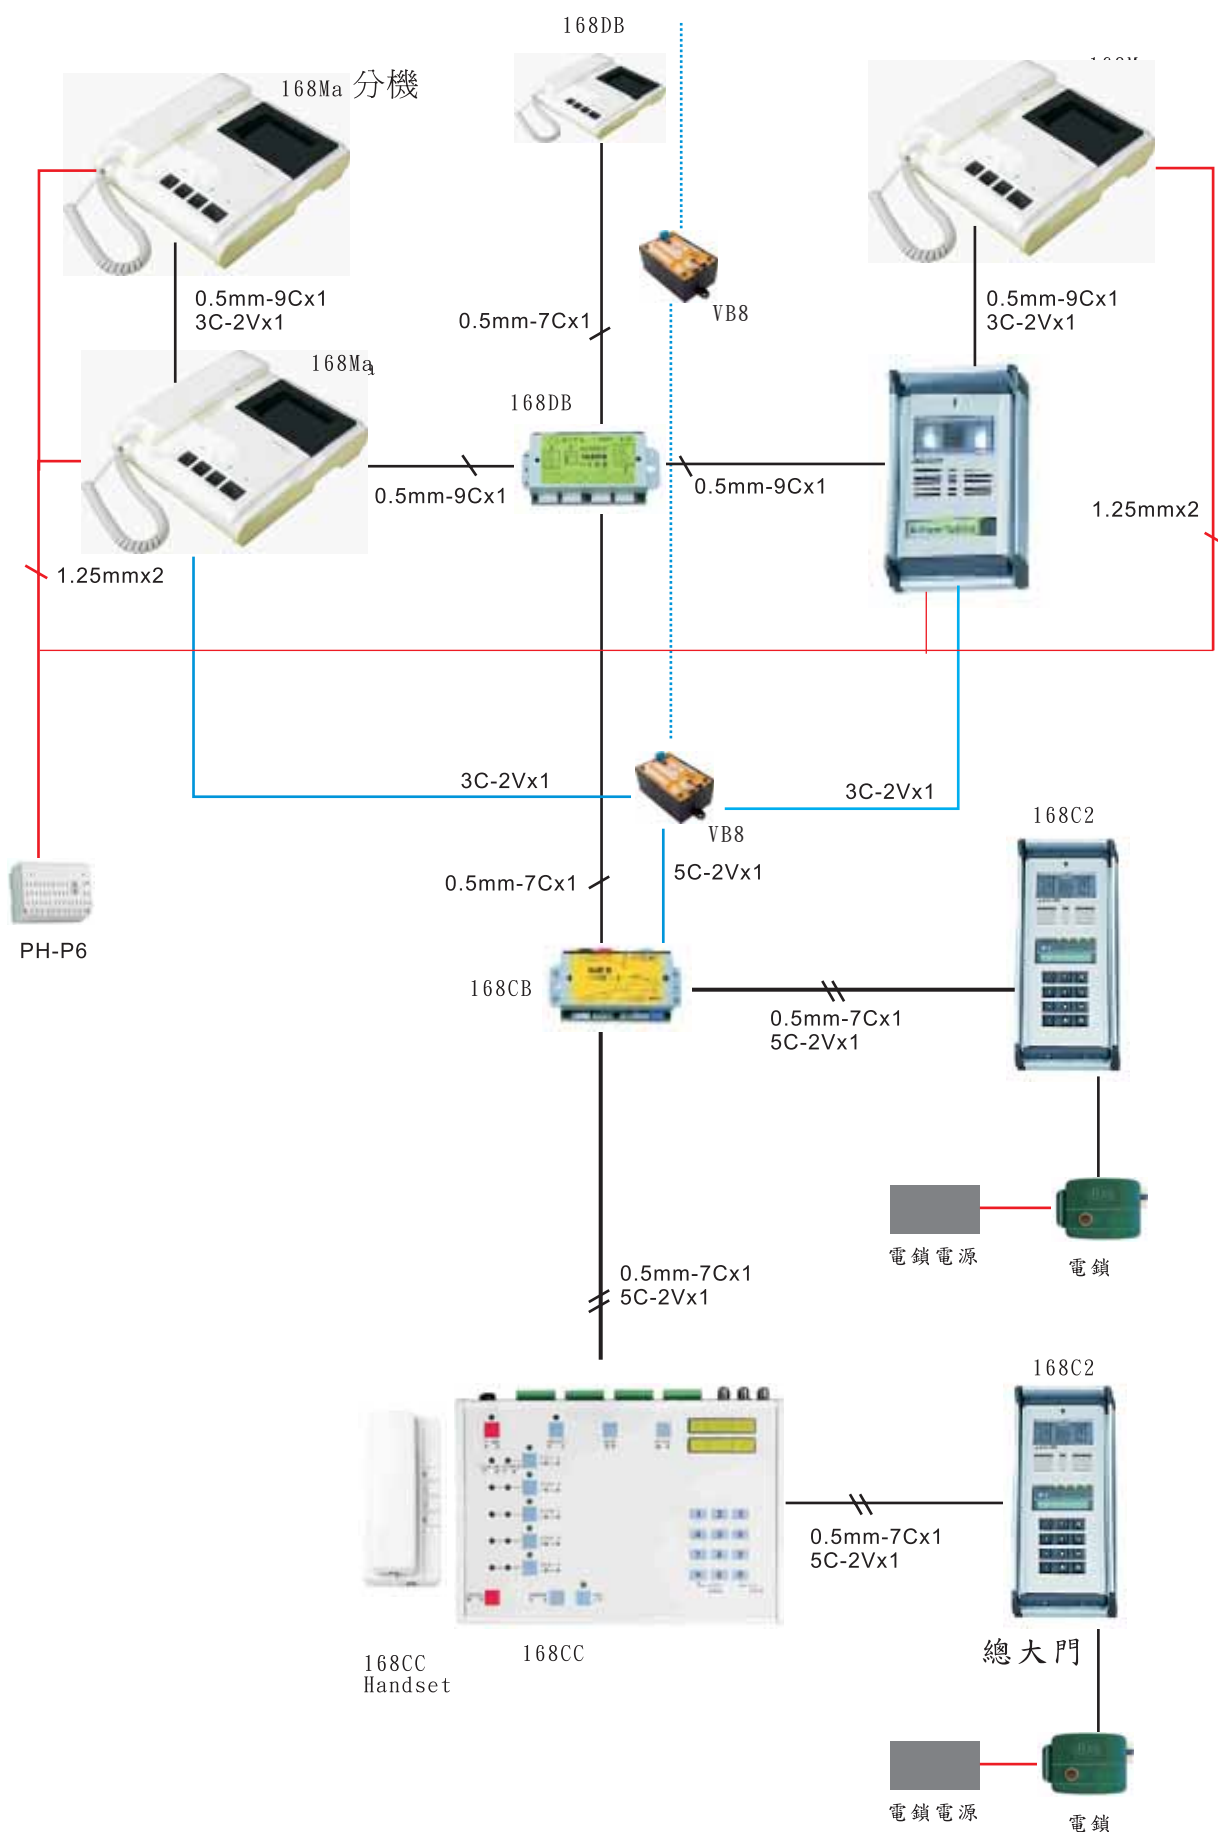 168DB
168Ma 分機
0.5mm-9Cx1
3C-2Vx1
0.5mm-7Cx1
VB8
0.5mm-9Cx1
3C-2Vx1
168Ma
168DB
0.5mm-9Cx1
0.5mm-9Cx1
1.25mmx2
1.25mmx2
3C-2Vx1
3C-2Vx1
VB8
168C2
0.5mm-7Cx1
5C-2Vx1
PH-P6
168CB
0.5mm-7Cx1
5C-2Vx1
電鎖電源
電鎖
0.5mm-7Cx1
5C-2Vx1
168C2
0.5mm-7Cx1
5C-2Vx1
168CC
Handset
168CC
總大門
電鎖電源
電鎖